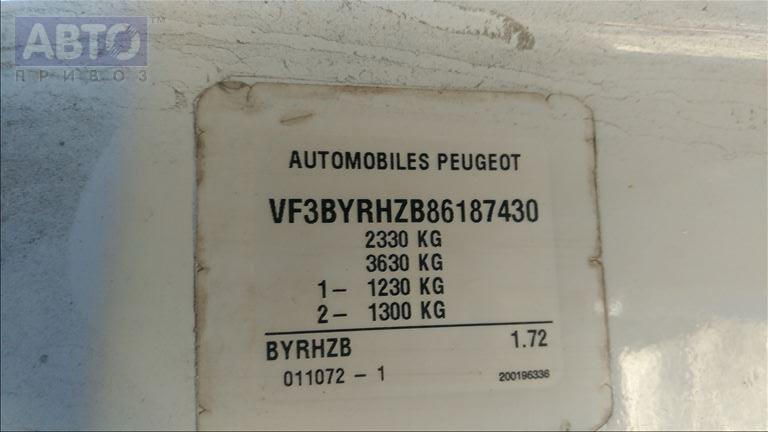 АВТО™
ПРИВОЗ
AUTOMOBILES PEUGEOT
VF3BYRHZB86187430
2330 KG
3630 KG
1– 1230 KG
2– 1300 KG
BYRHZB 1.72
011072 – 1 200196336